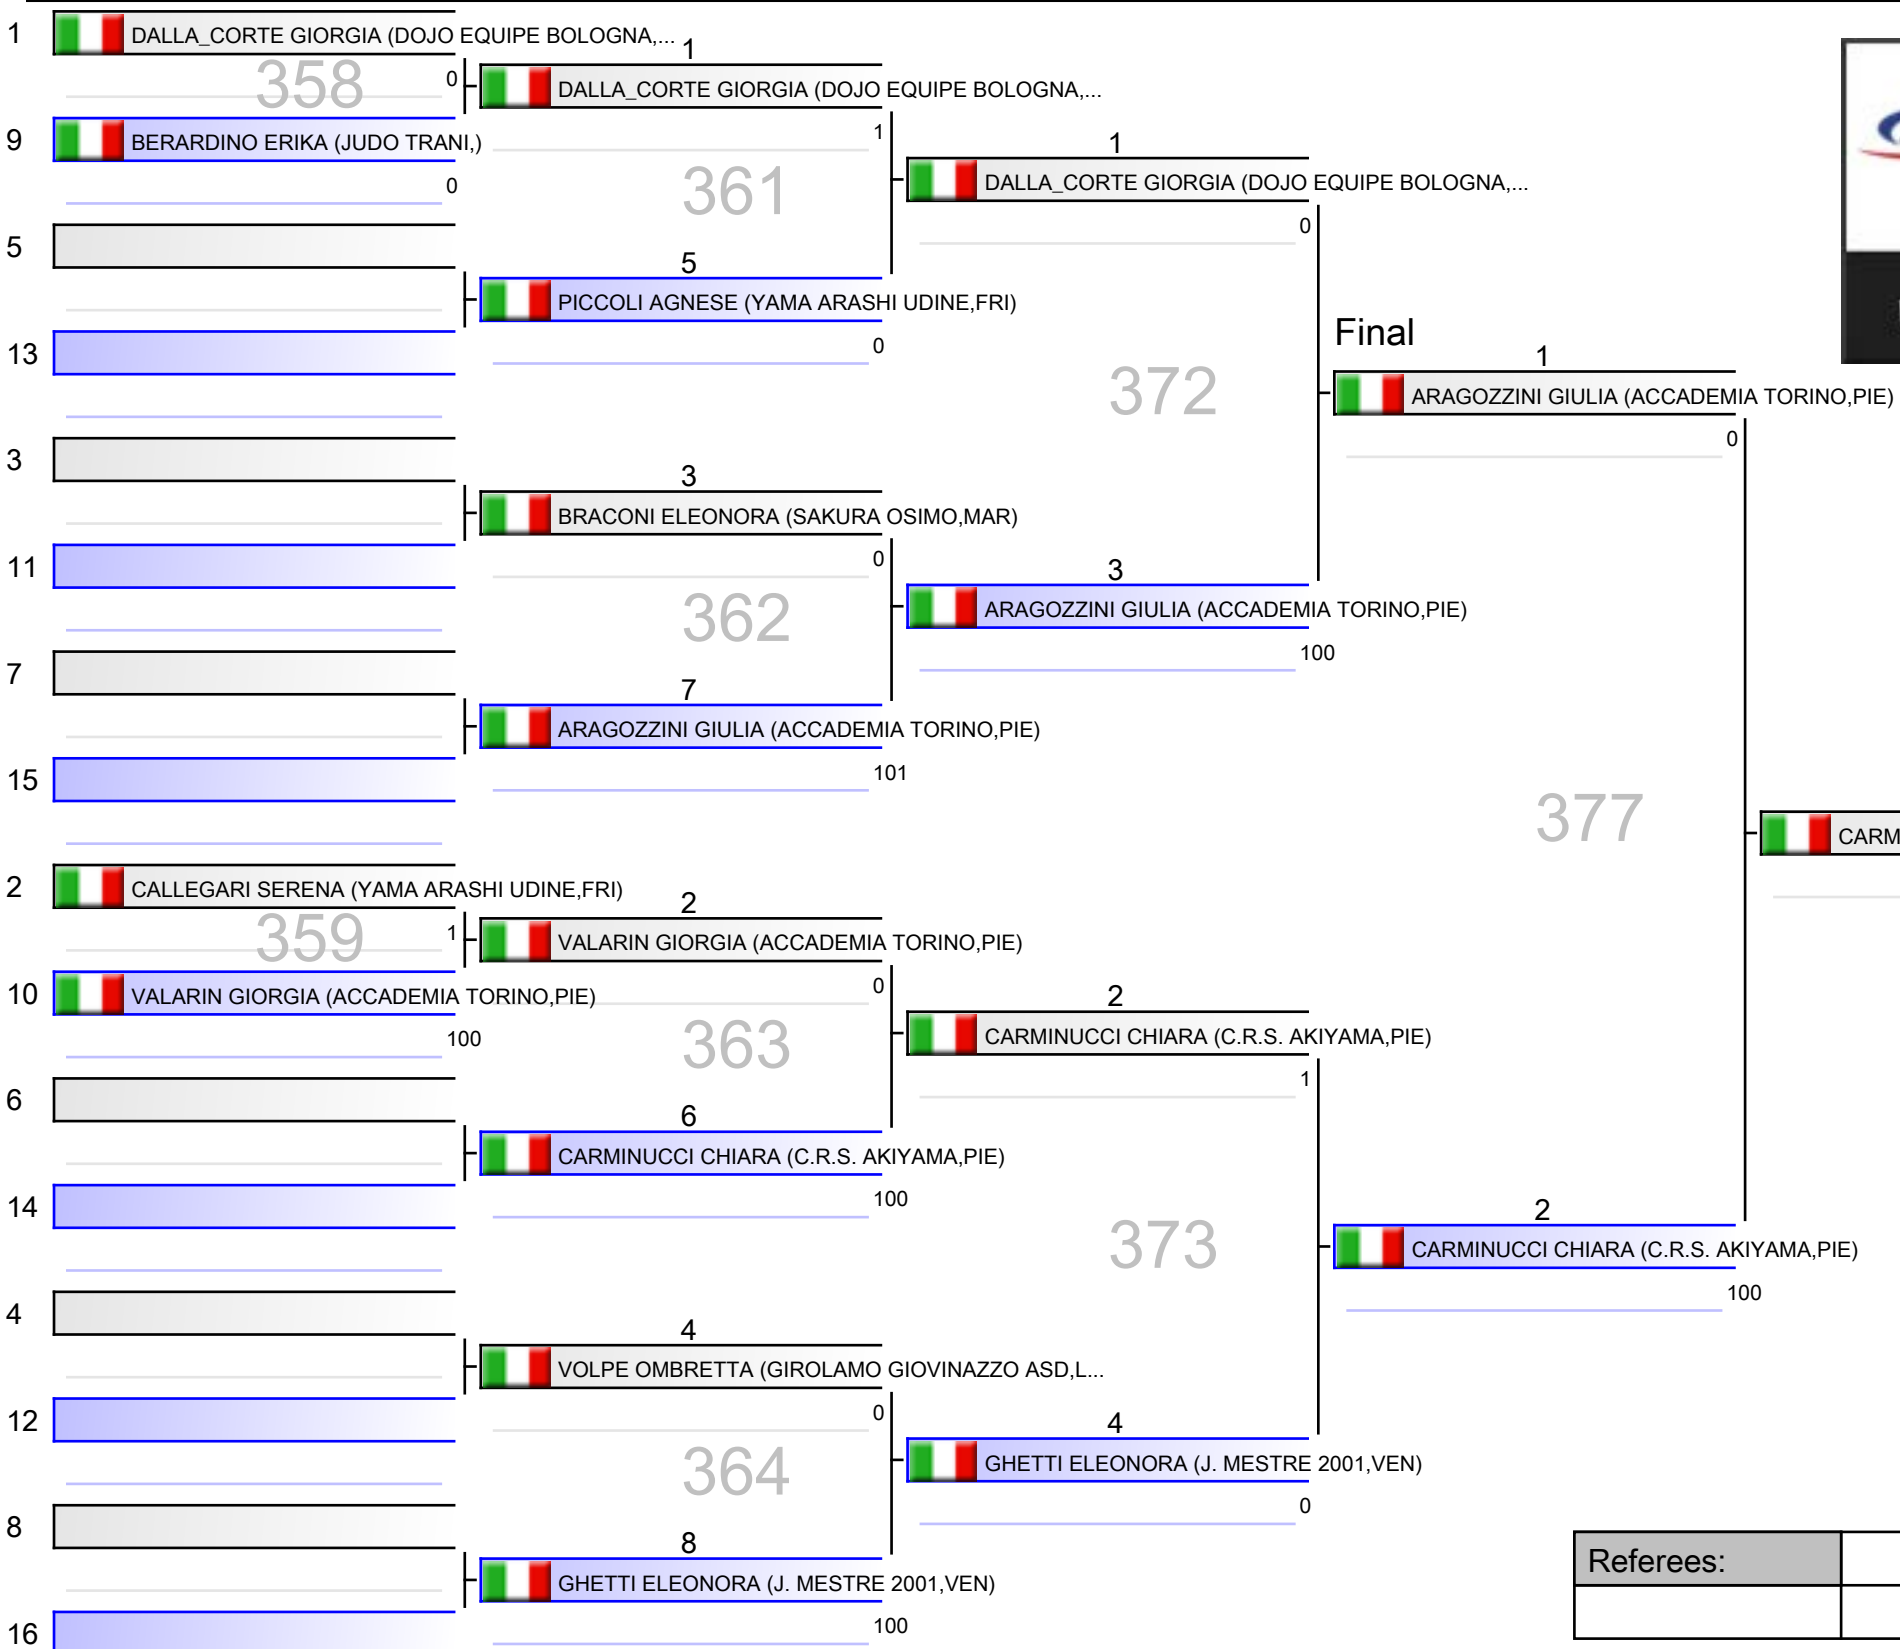 1 DALLA_CORTE GIORGIA (DOJO EQUIPE BOLOGNA,...
358
0
9 BERARDINO ERIKA (JUDO TRANI,)
0
5
13
3
11
7
15
2 CALLEGARI SERENA (YAMA ARASHI UDINE,FRI)
359
1
10 VALARIN GIORGIA (ACCADEMIA TORINO,PIE)
100
6
14
4
12
8
16
1
DALLA_CORTE GIORGIA (DOJO EQUIPE BOLOGNA,...
1
361
5
PICCOLI AGNESE (YAMA ARASHI UDINE,FRI)
0
3
BRACONI ELEONORA (SAKURA OSIMO,MAR)
0
362
7
ARAGOZZINI GIULIA (ACCADEMIA TORINO,PIE)
101
2
VALARIN GIORGIA (ACCADEMIA TORINO,PIE)
0
363
6
CARMINUCCI CHIARA (C.R.S. AKIYAMA,PIE)
100
4
VOLPE OMBRETTA (GIROLAMO GIOVINAZZO ASD,L...
0
364
8
GHETTI ELEONORA (J. MESTRE 2001,VEN)
100
1
DALLA_CORTE GIORGIA (DOJO EQUIPE BOLOGNA,...
0
372
3
ARAGOZZINI GIULIA (ACCADEMIA TORINO,PIE)
100
2
CARMINUCCI CHIARA (C.R.S. AKIYAMA,PIE)
1
373
4
GHETTI ELEONORA (J. MESTRE 2001,VEN)
0
Final
1
ARAGOZZINI GIULIA (ACCADEMIA TORINO,PIE)
0
377
2
CARMINUCCI CHIARA (C.R.S. AKIYAMA,PIE)
100
CARM
Referees: